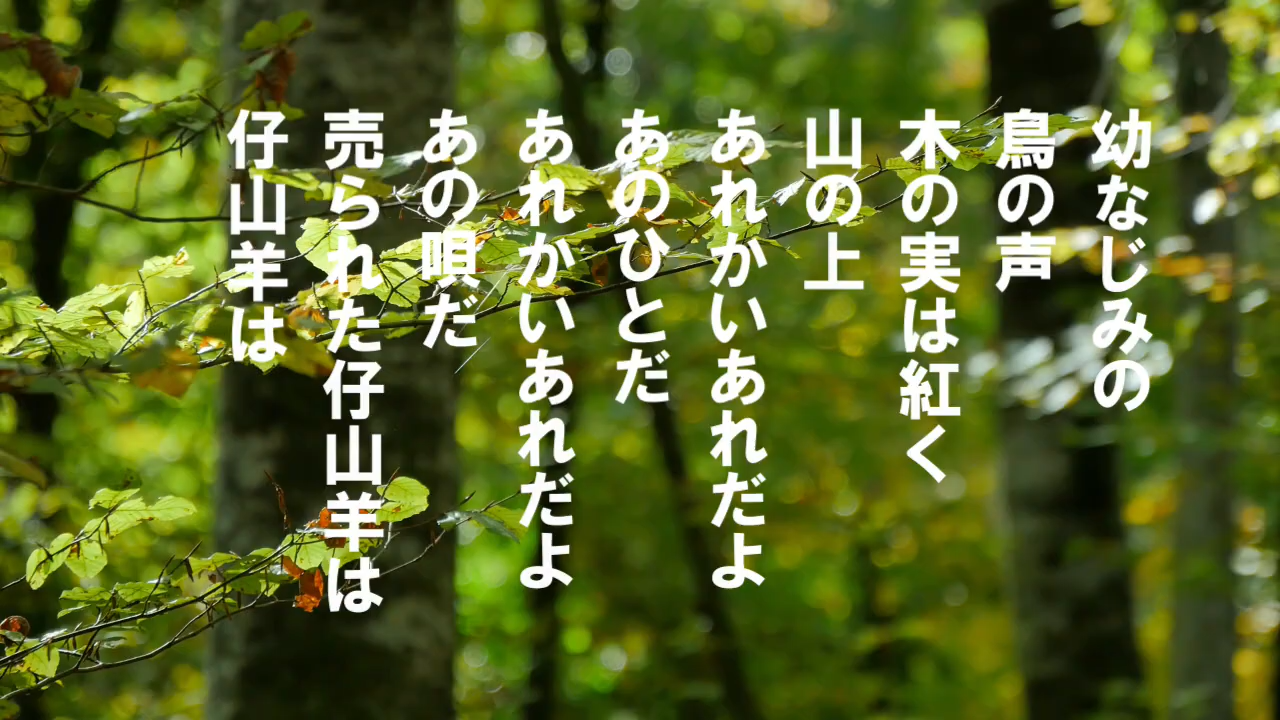 幼なじみの
鳥の声
木の実は紅く
山の上
あれかいあれだよ
あのひとだ
あれかいあれだよ
あの唄だ
売られた仔山羊は
仔山羊は